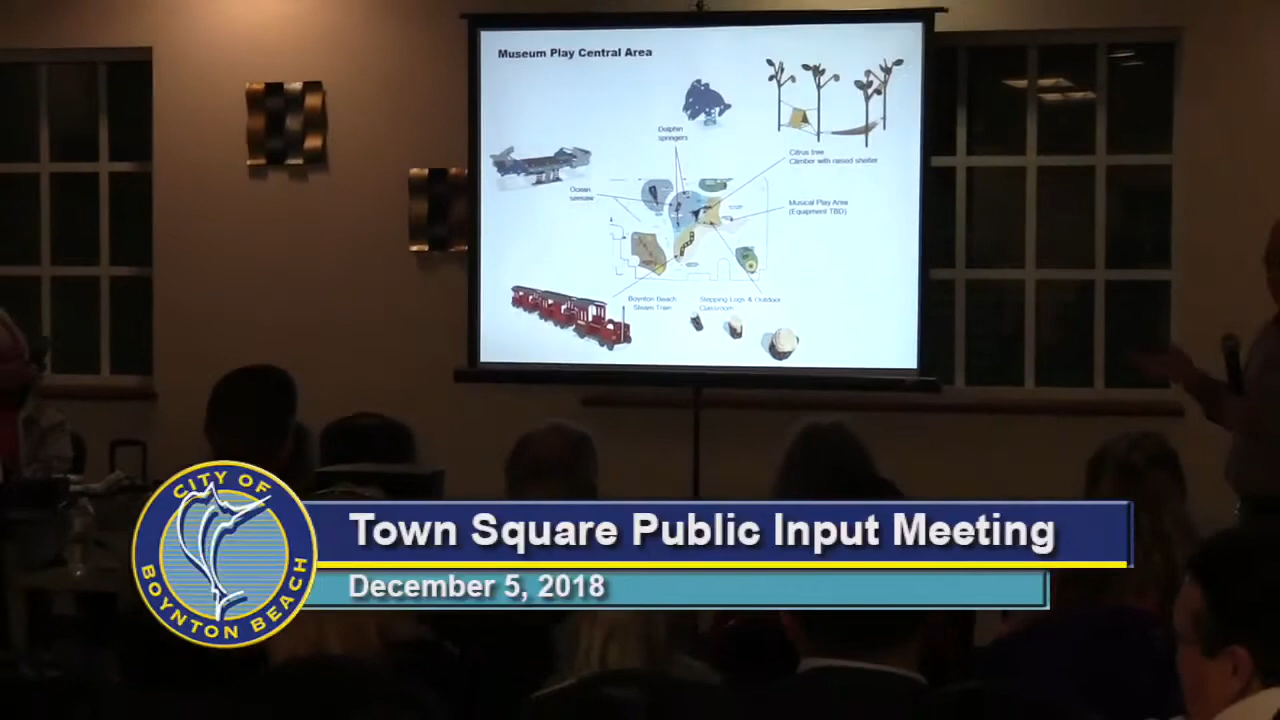 Museum Play Central Area
Dolphin
springers
Citrus tree
Climber with raised shelter
Ocean
seesaw
Musical Play Area
(Equipment TBD)
Boynton Beach
Steam Train
Stepping Logs & Outdoor
Classroom
CITY OF
BOYNTON BEACH
Town Square Public Input Meeting
December 5, 2018